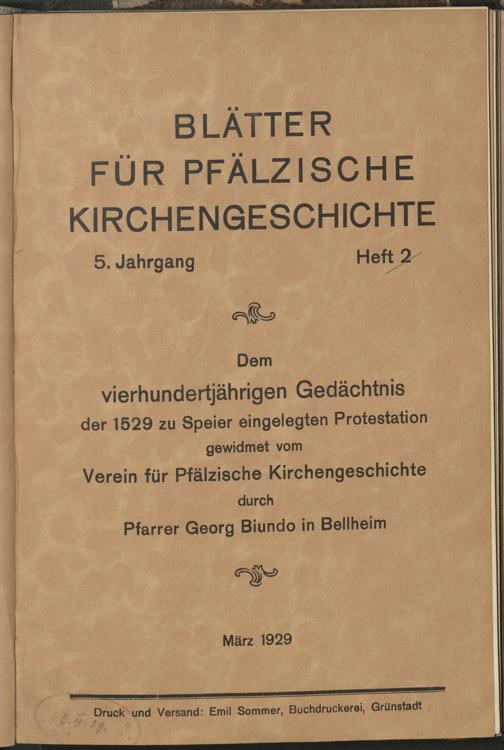 BLÄTTER
FÜR PFÄLZISCHE
KIRCHENGESCHICHTE
5. Jahrgang Heft 2
Dem
vierhundertjährigen Gedächtnis
der 1529 zu Speier eingelegten Protestation
gewidmet vom
Verein für Pfälzische Kirchengeschichte
durch
Pfarrer Georg Biundo in Bellheim
März 1929
Druck und Versand: Emil Sommer, Buchdruckerei, Grünstadt